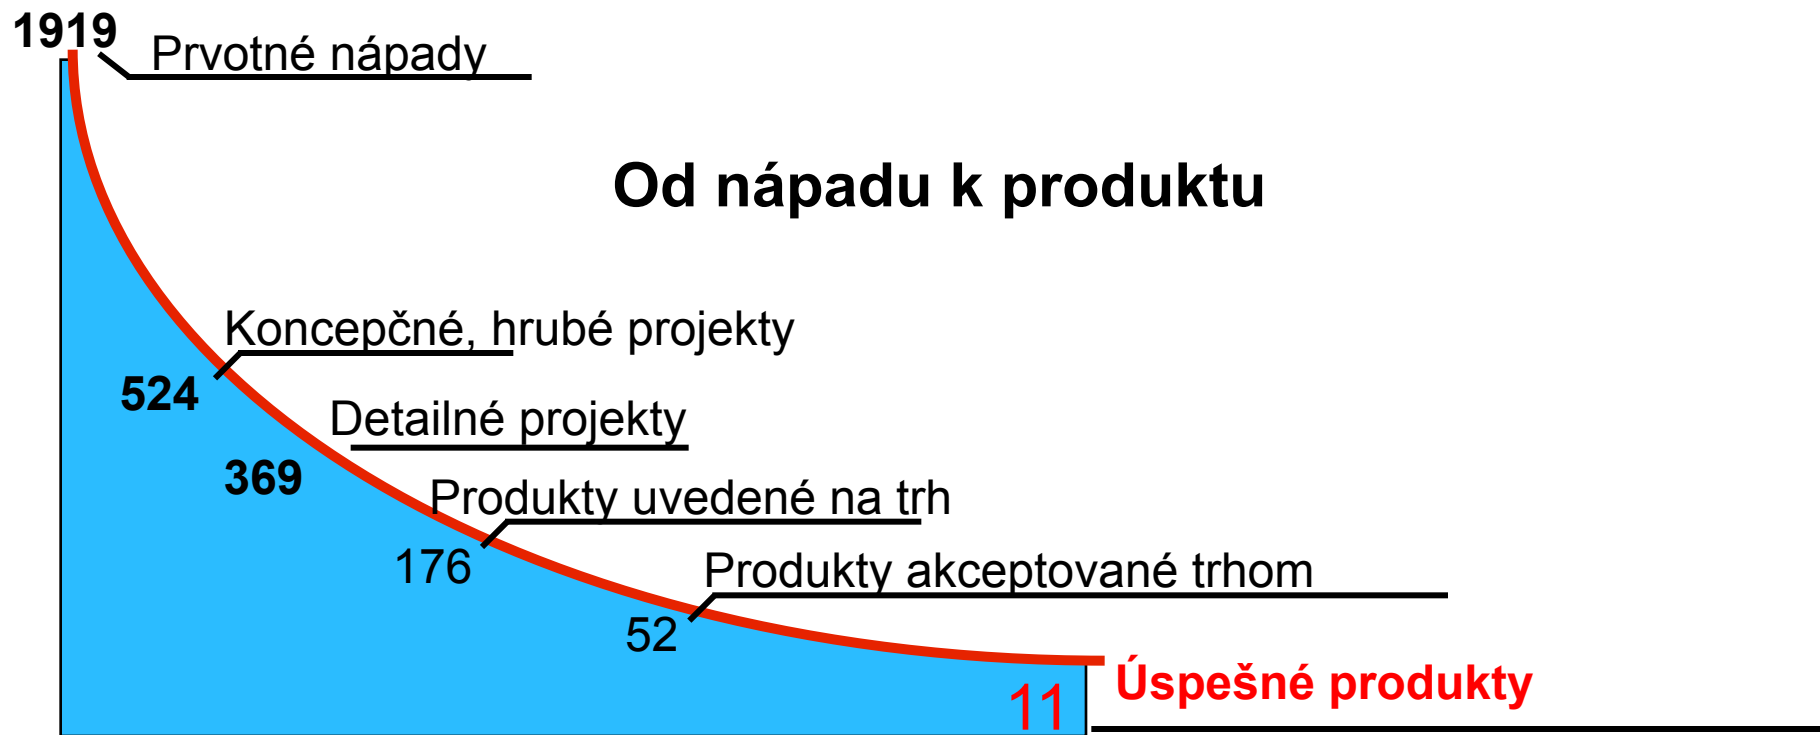 1919
Prvotné nápady
Od nápadu k produktu
Koncepčné, hrubé projekty
524
Detailné projekty
369
Produkty uvedené na trh
176
Produkty akceptované trhom
52
Úspešné produkty
11